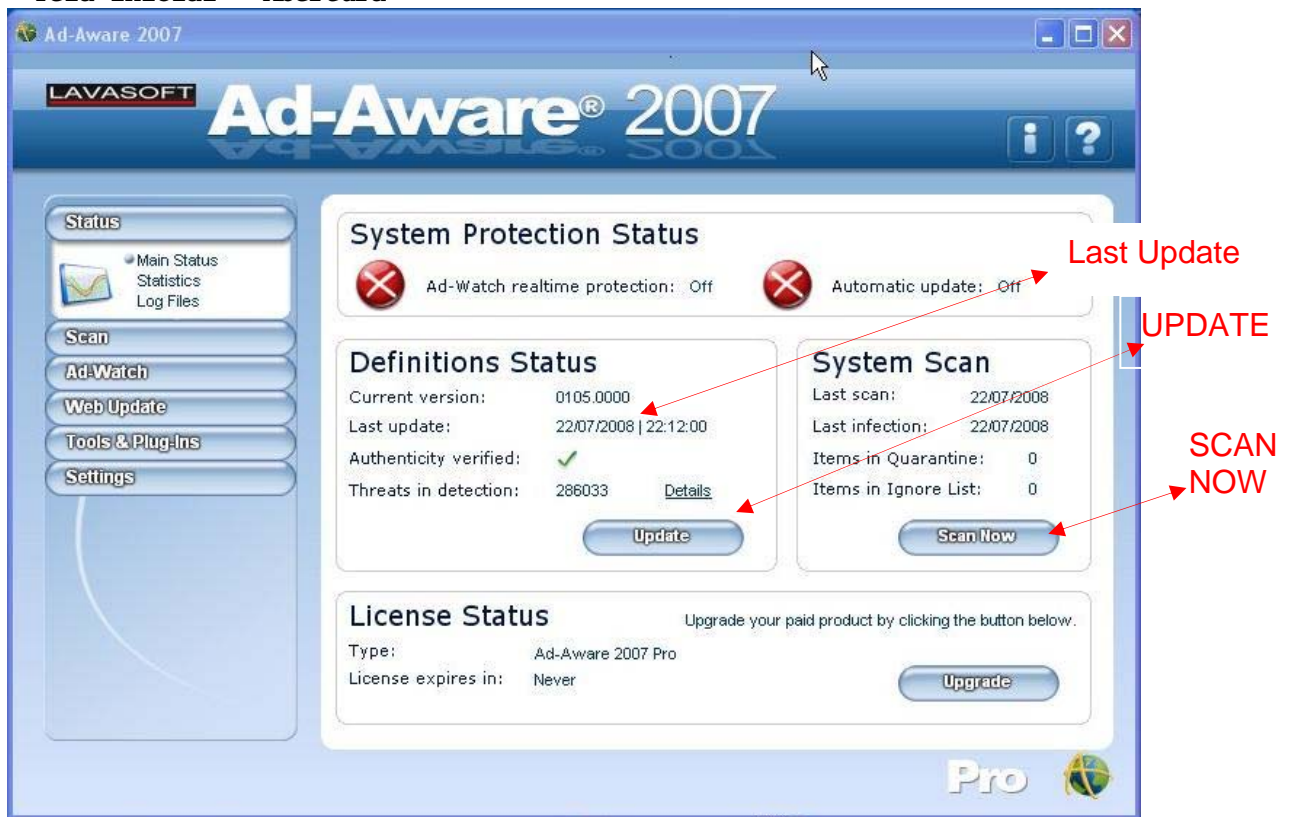 Ad-Aware 2007
LAVASOFT
Ad-Aware® 2007
Status
Main Status
Statistics
Log Files
Scan
Ad-Watch
Web Update
Tools & Plug-Ins
Settings
System Protection Status
Ad-Watch realtime protection: Off
Automatic update: Off
Last Update
UPDATE
Definitions Status
Current version: 0105.0000
Last update: 22/07/2008 | 22:12:00
Authenticity verified:
Threats in detection: 286033 Details
Update
System Scan
Last scan: 22/07/2008
Last infection: 22/07/2008
Items in Quarantine: 0
Items in Ignore List: 0
Scan Now
SCAN
NOW
License Status
Upgrade your paid product by clicking the button below.
Type: Ad-Aware 2007 Pro
License expires in: Never
Upgrade
Pro